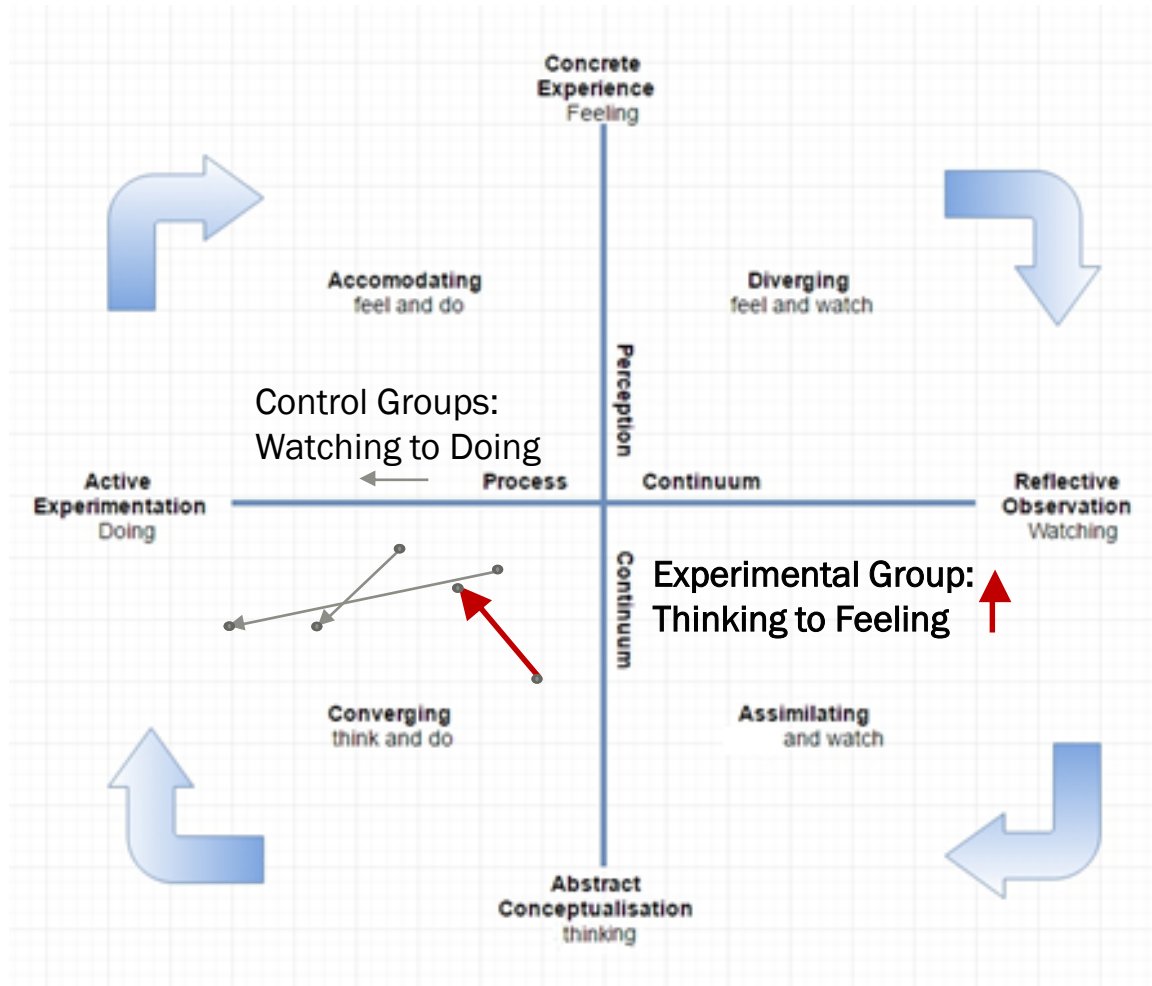 Concrete
Experience
Feeling
Accomodating
feel and do
Diverging
feel and watch
Perception
Control Groups:
Watching to Doing
Active
Experimentation
Doing
Process
Continuum
Reflective
Observation
Watching
Continuum
Experimental Group:
Thinking to Feeling
Converging
think and do
Assimilating
and watch
Abstract
Conceptualisation
thinking